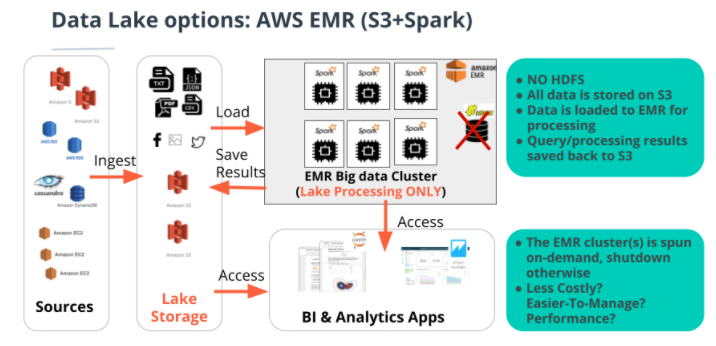 Data Lake options: AWS EMR (S3+Spark)
Amazon S3
AWS RDS
AWS RDS
cassandra
Amazon DynamoDB
Amazon EC2
Amazon EC2
Amazon EC2
Sources
Ingest
TXT
JSON
PDF
CSV
Amazon S3
Amazon S3
Lake
Storage
Load
Save
Results
Spark Spark Spark
Spark Spark Spark
amazon
EMR
EMR Big data Cluster
(Lake Processing ONLY)
Access
Access
jupyter
BI & Analytics Apps
● NO HDFS
● All data is stored on S3
● Data is loaded to EMR for
processing
● Query/processing results
saved back to S3
● The EMR cluster(s) is spun
on-demand, shutdown
otherwise
● Less Costly?
Easier-To-Manage?
Performance?